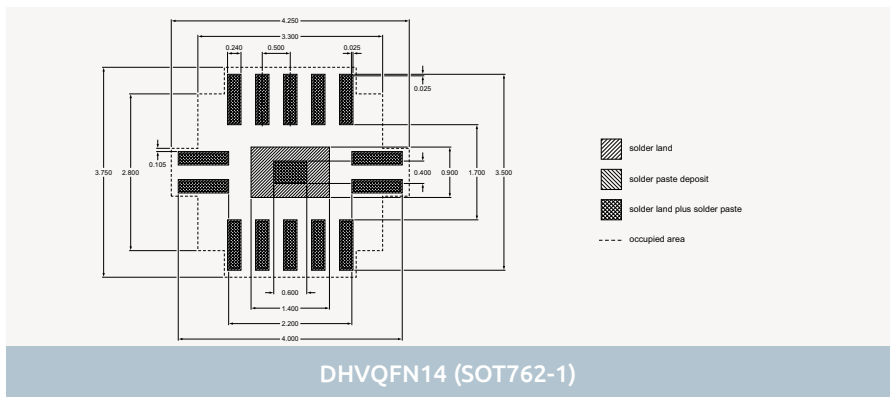 4.250
3.300
0.240 0.500 0.025
0.025
0.105
3.750 2.800 0.400 0.900 1.700 3.500
0.600
1.400
2.200
4.000
solder land
solder paste deposit
solder land plus solder paste
occupied area
DHVQFN14 (SOT762-1)